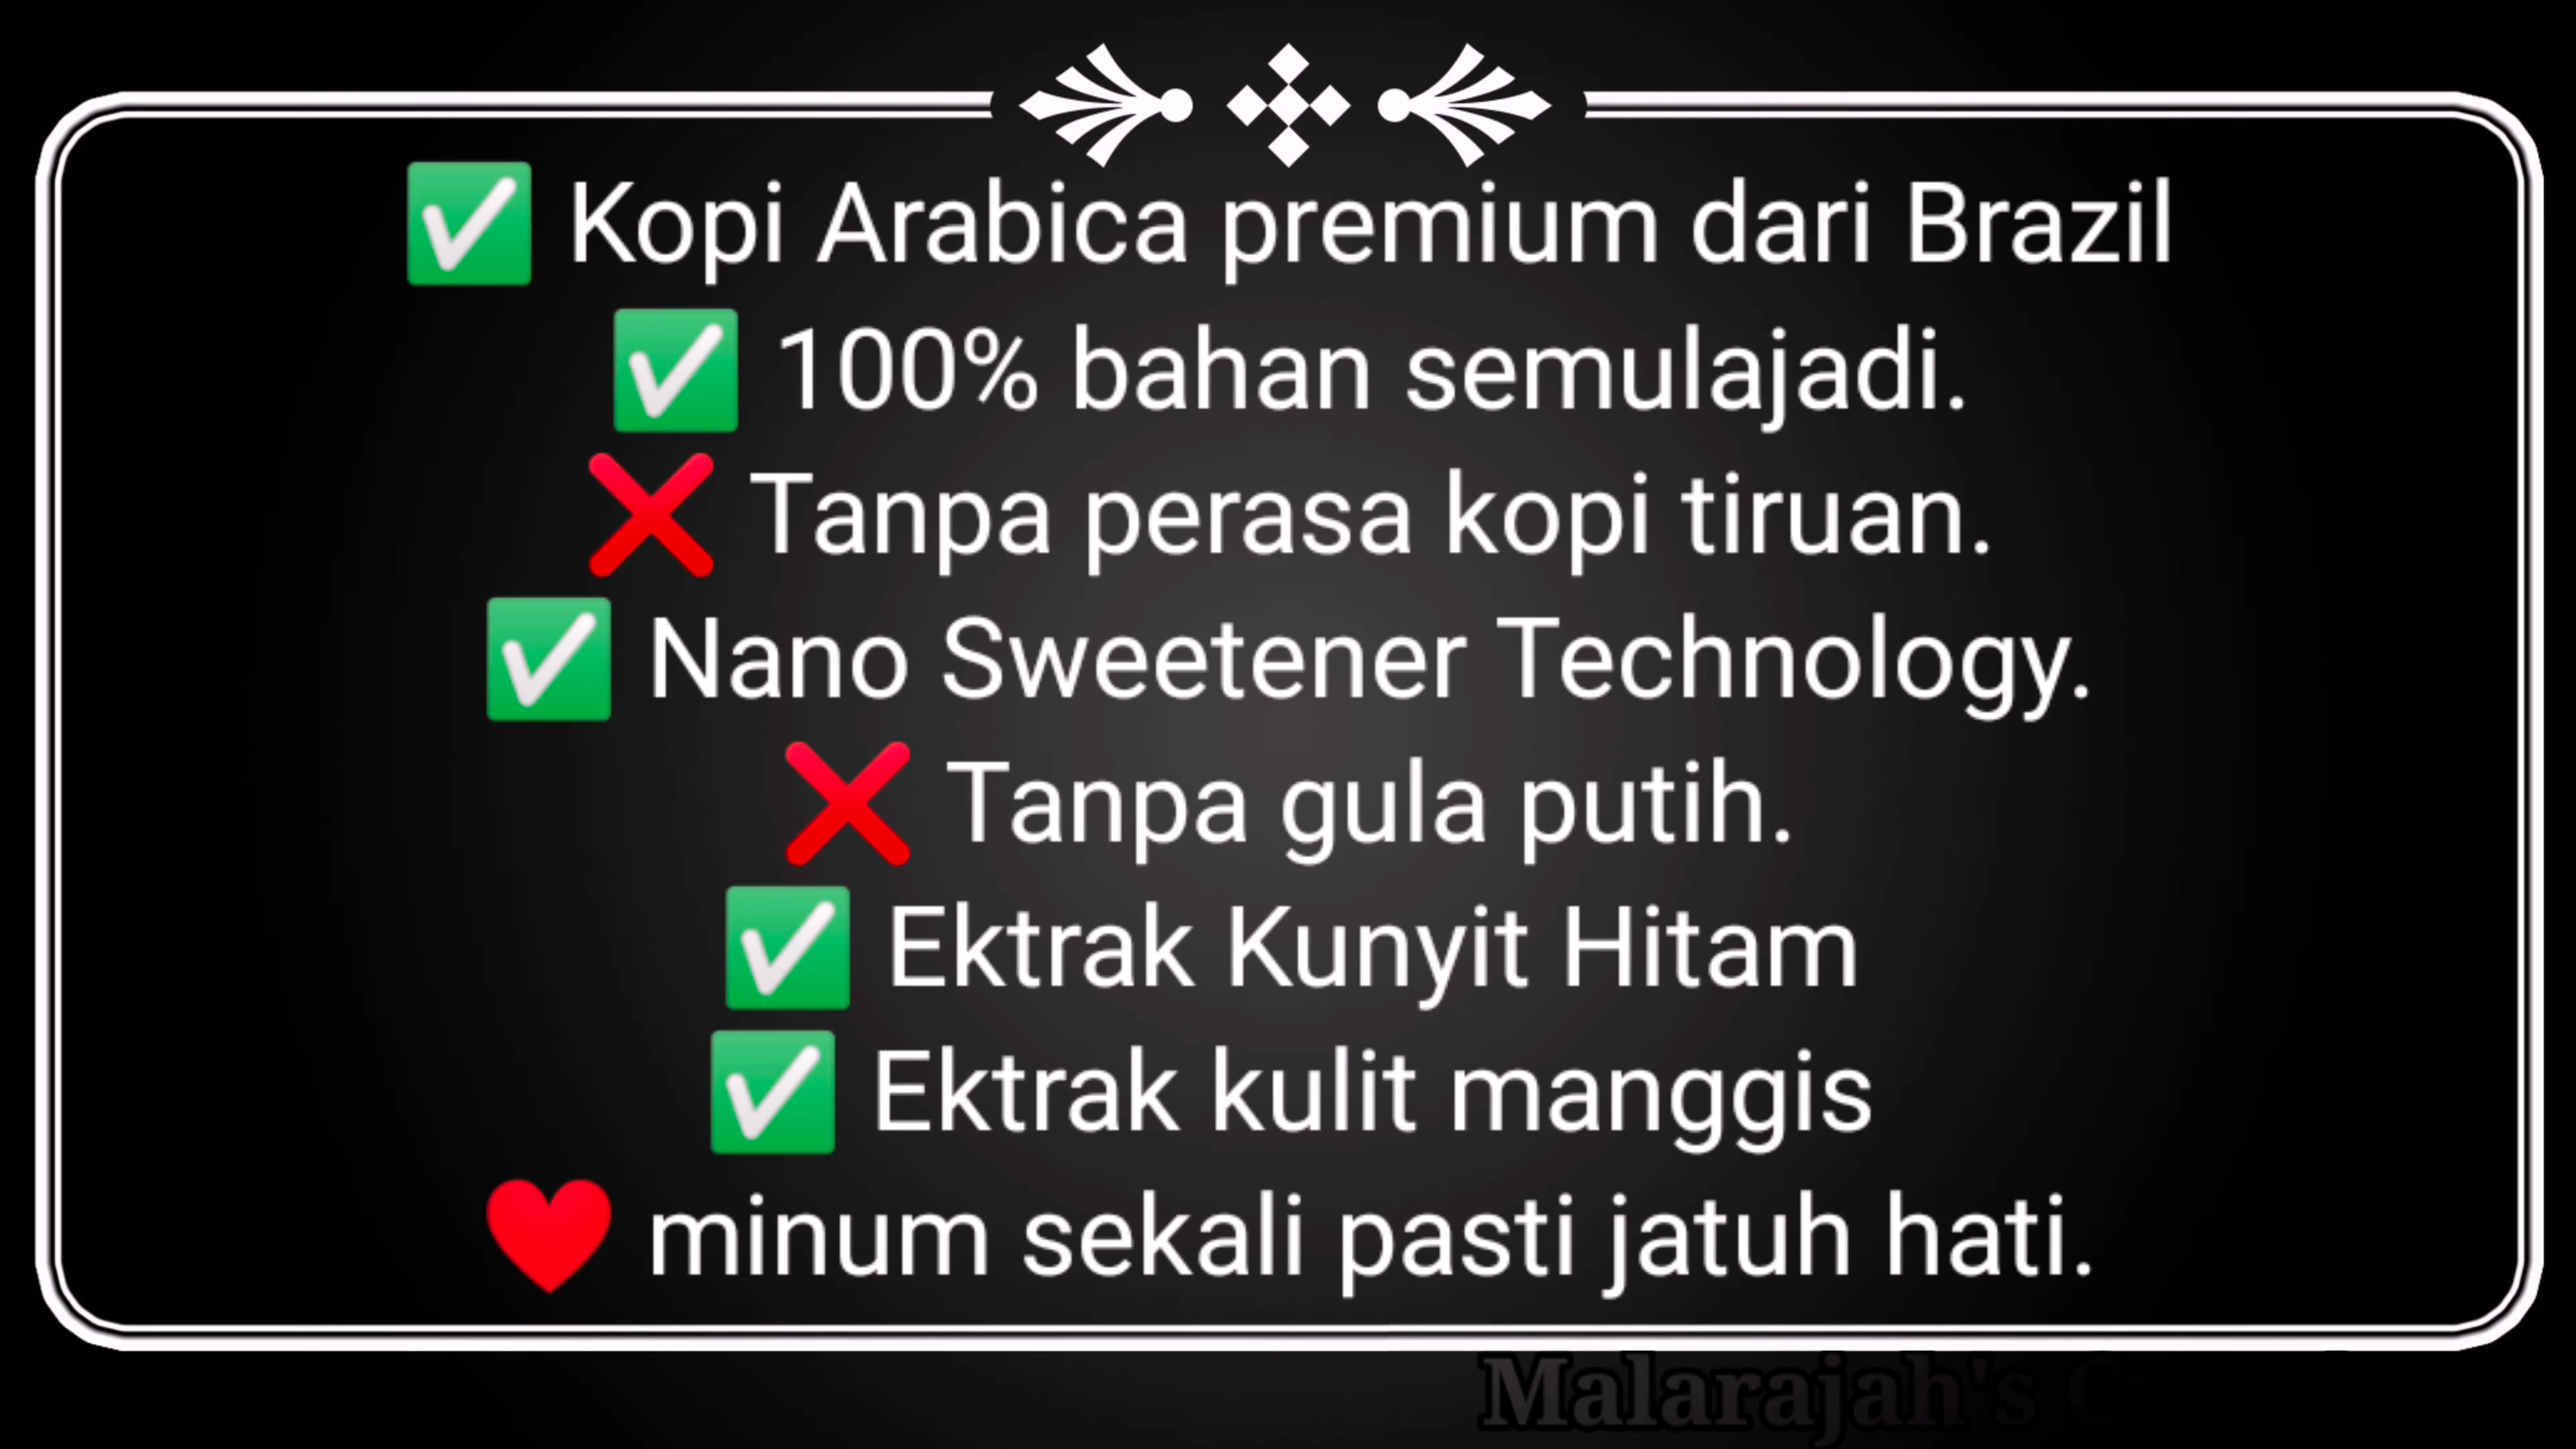 ✅ Kopi Arabica premium dari Brazil
✅ 100% bahan semulajadi.
❌ Tanpa perasa kopi tiruan.
✅ Nano Sweetener Technology.
❌ Tanpa gula putih.
✅ Ektrak Kunyit Hitam
✅ Ektrak kulit manggis
♥ minum sekali pasti jatuh hati.
Malarajah's